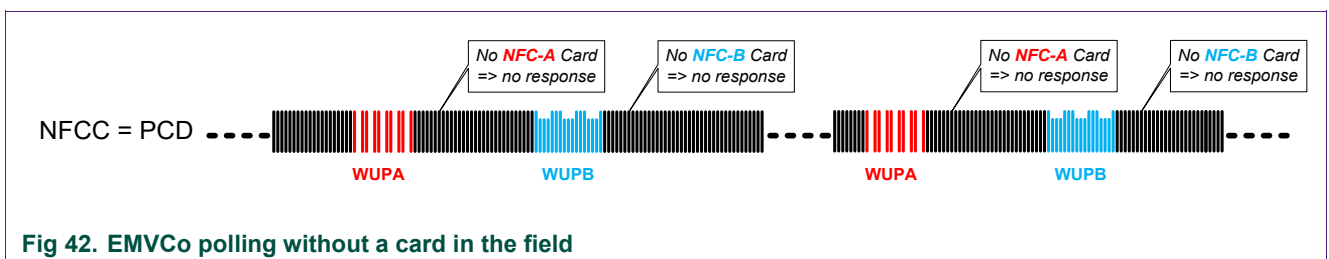 No NFC-A Card
=> no response
No NFC-B Card
=> no response
No NFC-A Card
=> no response
No NFC-B Card
=> no response
NFCC = PCD
WUPA
WUPB
WUPA
WUPB
Fig 42. EMVCo polling without a card in the field